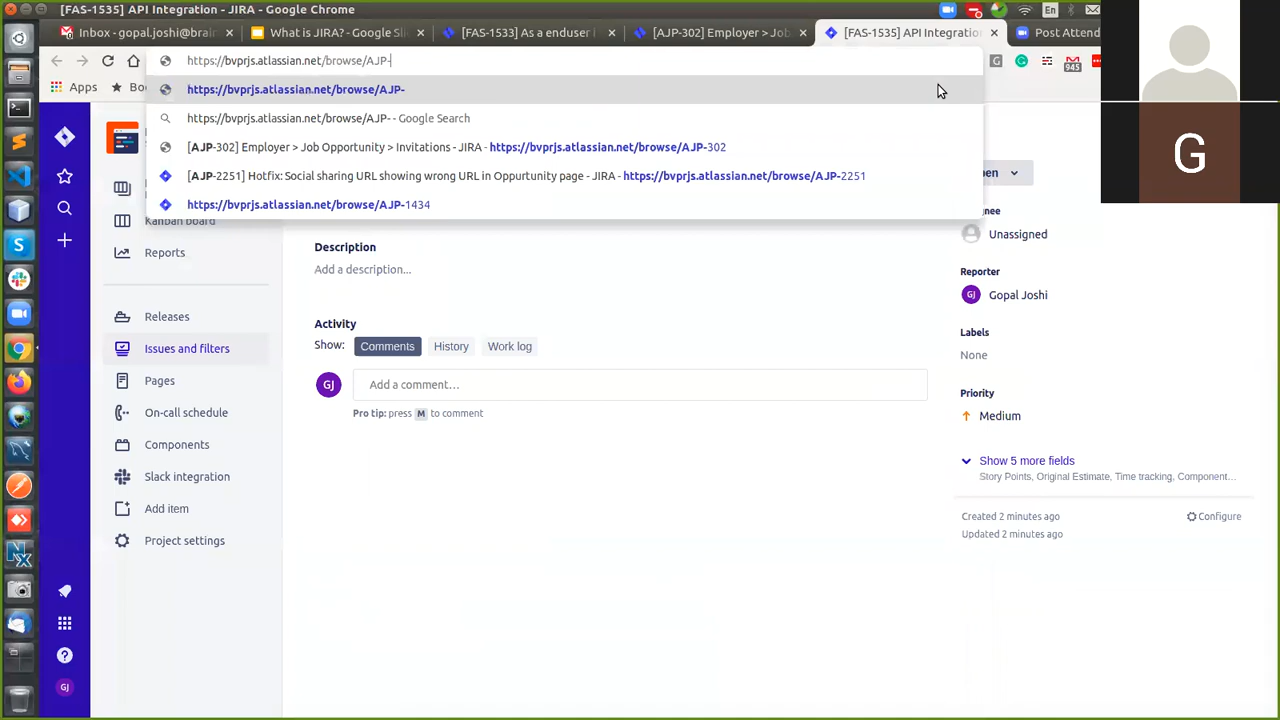 [FAS-1535] API Integration - JIRA - Google Chrome
En
Inbox - gopal.joshi@brain
What is JIRA? - Google Sli
[FAS-1533] As a enduser I
[AJP-302] Employer > Job
[FAS-1535] API Integratio
Post Attend
https://bvprjs.atlassian.net/browse/AJP-
G
945
Apps
Boo
https://bvprjs.atlassian.net/browse/AJP-
https://bvprjs.atlassian.net/browse/AJP- - Google Search
[AJP-302] Employer > Job Opportunity > Invitations - JIRA - https://bvprjs.atlassian.net/browse/AJP-302
[AJP-2251] Hotfix: Social sharing URL showing wrong URL in Oppurtunity page - JIRA - https://bvprjs.atlassian.net/browse/AJP-2251
https://bvprjs.atlassian.net/browse/AJP-1434
G
Kanban board
Reports
Releases
Issues and filters
Pages
On-call schedule
Components
Slack integration
Add item
Project settings
GJ
Description
Add a description...
Activity
Show: Comments History Work log
GJ
Add a comment…
Pro tip: press M to comment
pen
gnee
Unassigned
Reporter
GJ Gopal Joshi
Labels
None
Priority
Medium
Show 5 more fields
Story Points, Original Estimate, Time tracking, Component...
Created 2 minutes ago
Configure
Updated 2 minutes ago